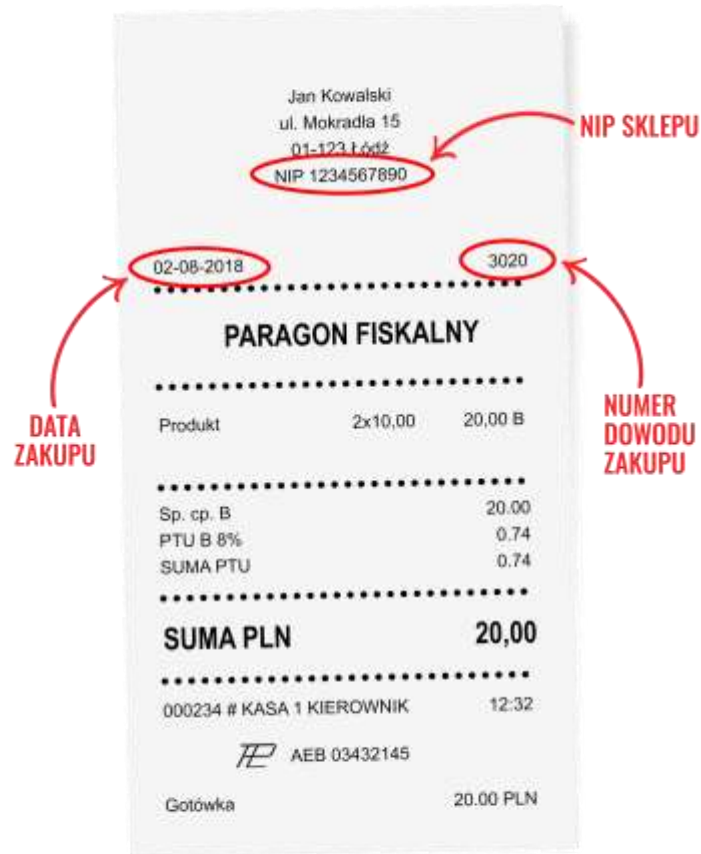 Jan Kowalski
ul. Mokradła 15
01-123 Łódź
NIP 1234567890
NIP SKLEPU
02-08-2018 3020
PARAGON FISKALNY
DATA
ZAKUPU
NUMER
DOWODU
ZAKUPU
Produkt 2x10,00 20,00 B
Sp. cp. B 20.00
PTU B 8% 0.74
SUMA PTU 0.74
SUMA PLN 20,00
000234 # KASA 1 KIEROWNIK 12:32
AEB 03432145
Gotówka 20.00 PLN